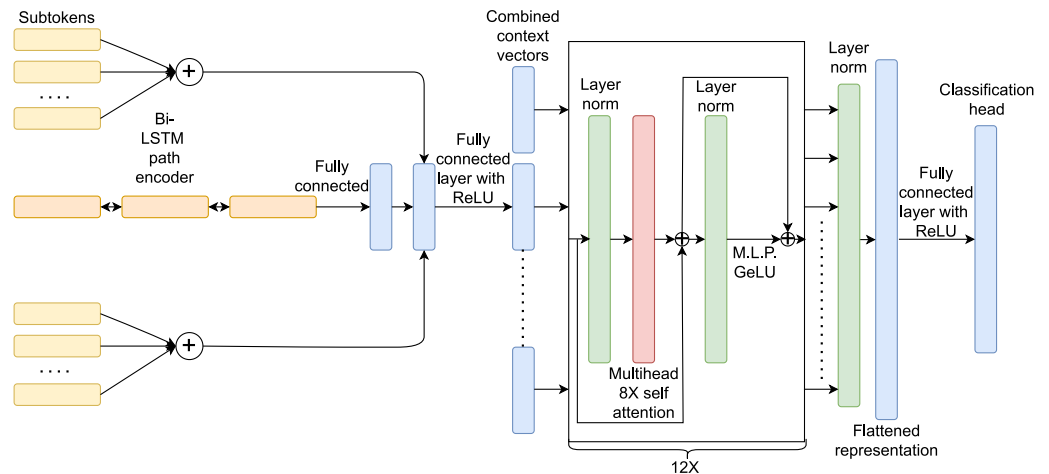 Subtokens
. . . .
Bi-
LSTM
path
encoder
Fully
connected
. . . .
Fully
connected
layer with
ReLU
Combined
context
vectors
Layer
norm
Multihead
8X self
attention
Layer
norm
M.L.P.
GeLU
12X
Layer
norm
Flattened
representation
Fully
connected
layer with
ReLU
Classification
head